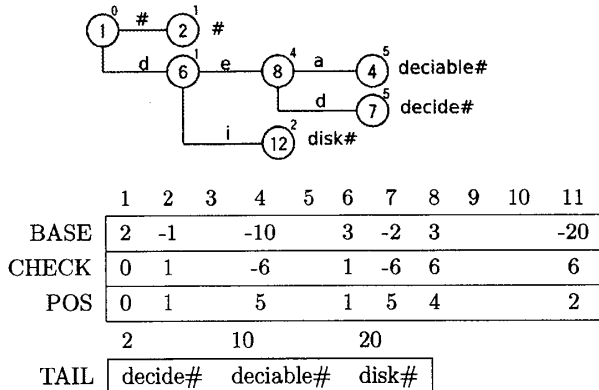 0 1
1 # 2 #
1 4 5
d 6 e 8 a 4 deciable#
5
d 7 decide#
2
i 12 disk#
1 2 3 4 5 6 7 8 9 10 11
BASE 2 -1 -10 3 -2 3 -20
CHECK 0 1 -6 1 -6 6 6
POS 0 1 5 1 5 4 2
2 10 20
TAIL decide# deciable# disk#